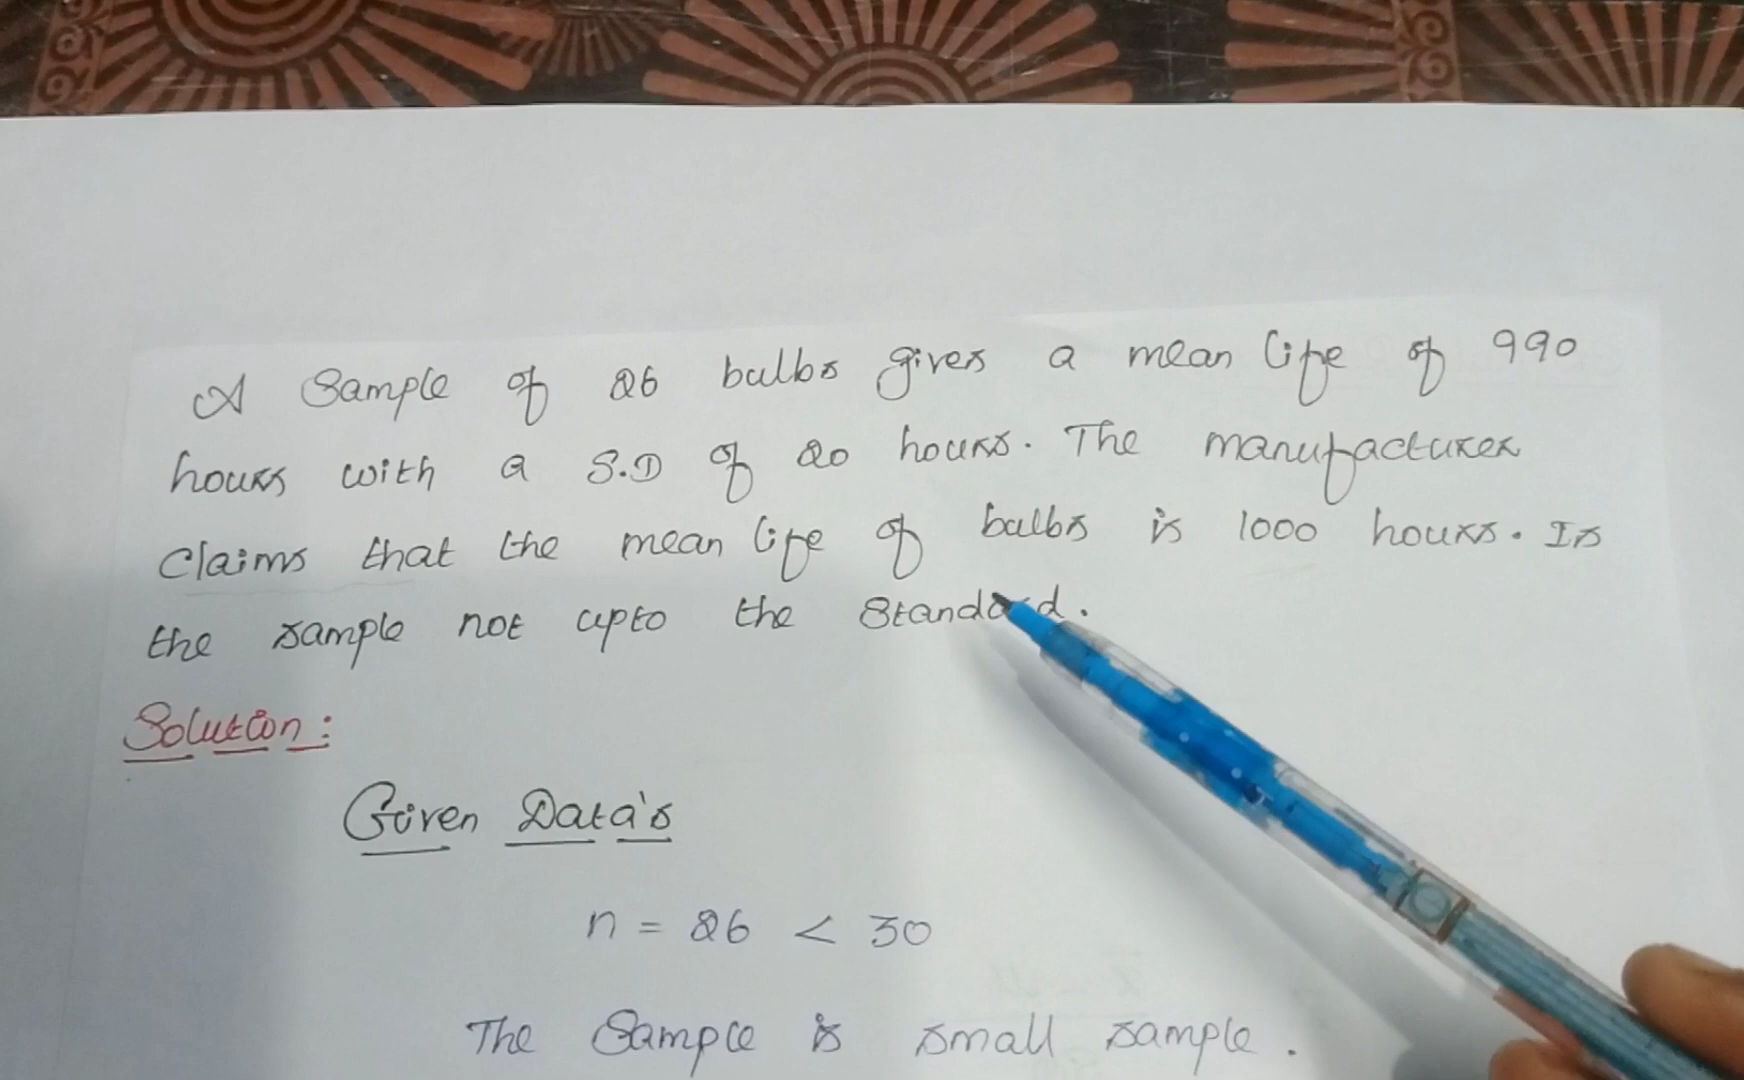 A Sample of 26 bulbs gives a mean life of 990
hours with a S.D of 20 hours. The manufacturer
Claims that the mean life of bulbs is 1000 hours. Is
the sample not upto the Standard.
Solution:
Given Data's
n = 26 < 30
The Sample is small sample.